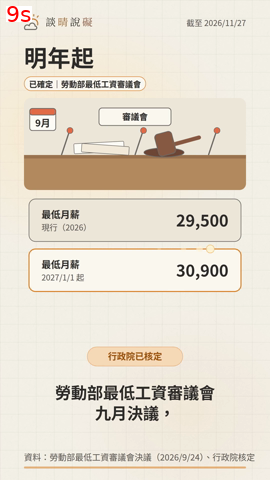 9s
談晴說礙
截至 2026/11/27
明年起
已確定｜勞動部最低工資審議會
9月
審議會
最低月薪
現行（2026）
29,500
最低月薪
2027/1/1 起
30,900
行政院已核定
勞動部最低工資審議會
九月決議，
資料：勞動部最低工資審議會決議（2026/9/24）、行政院核定